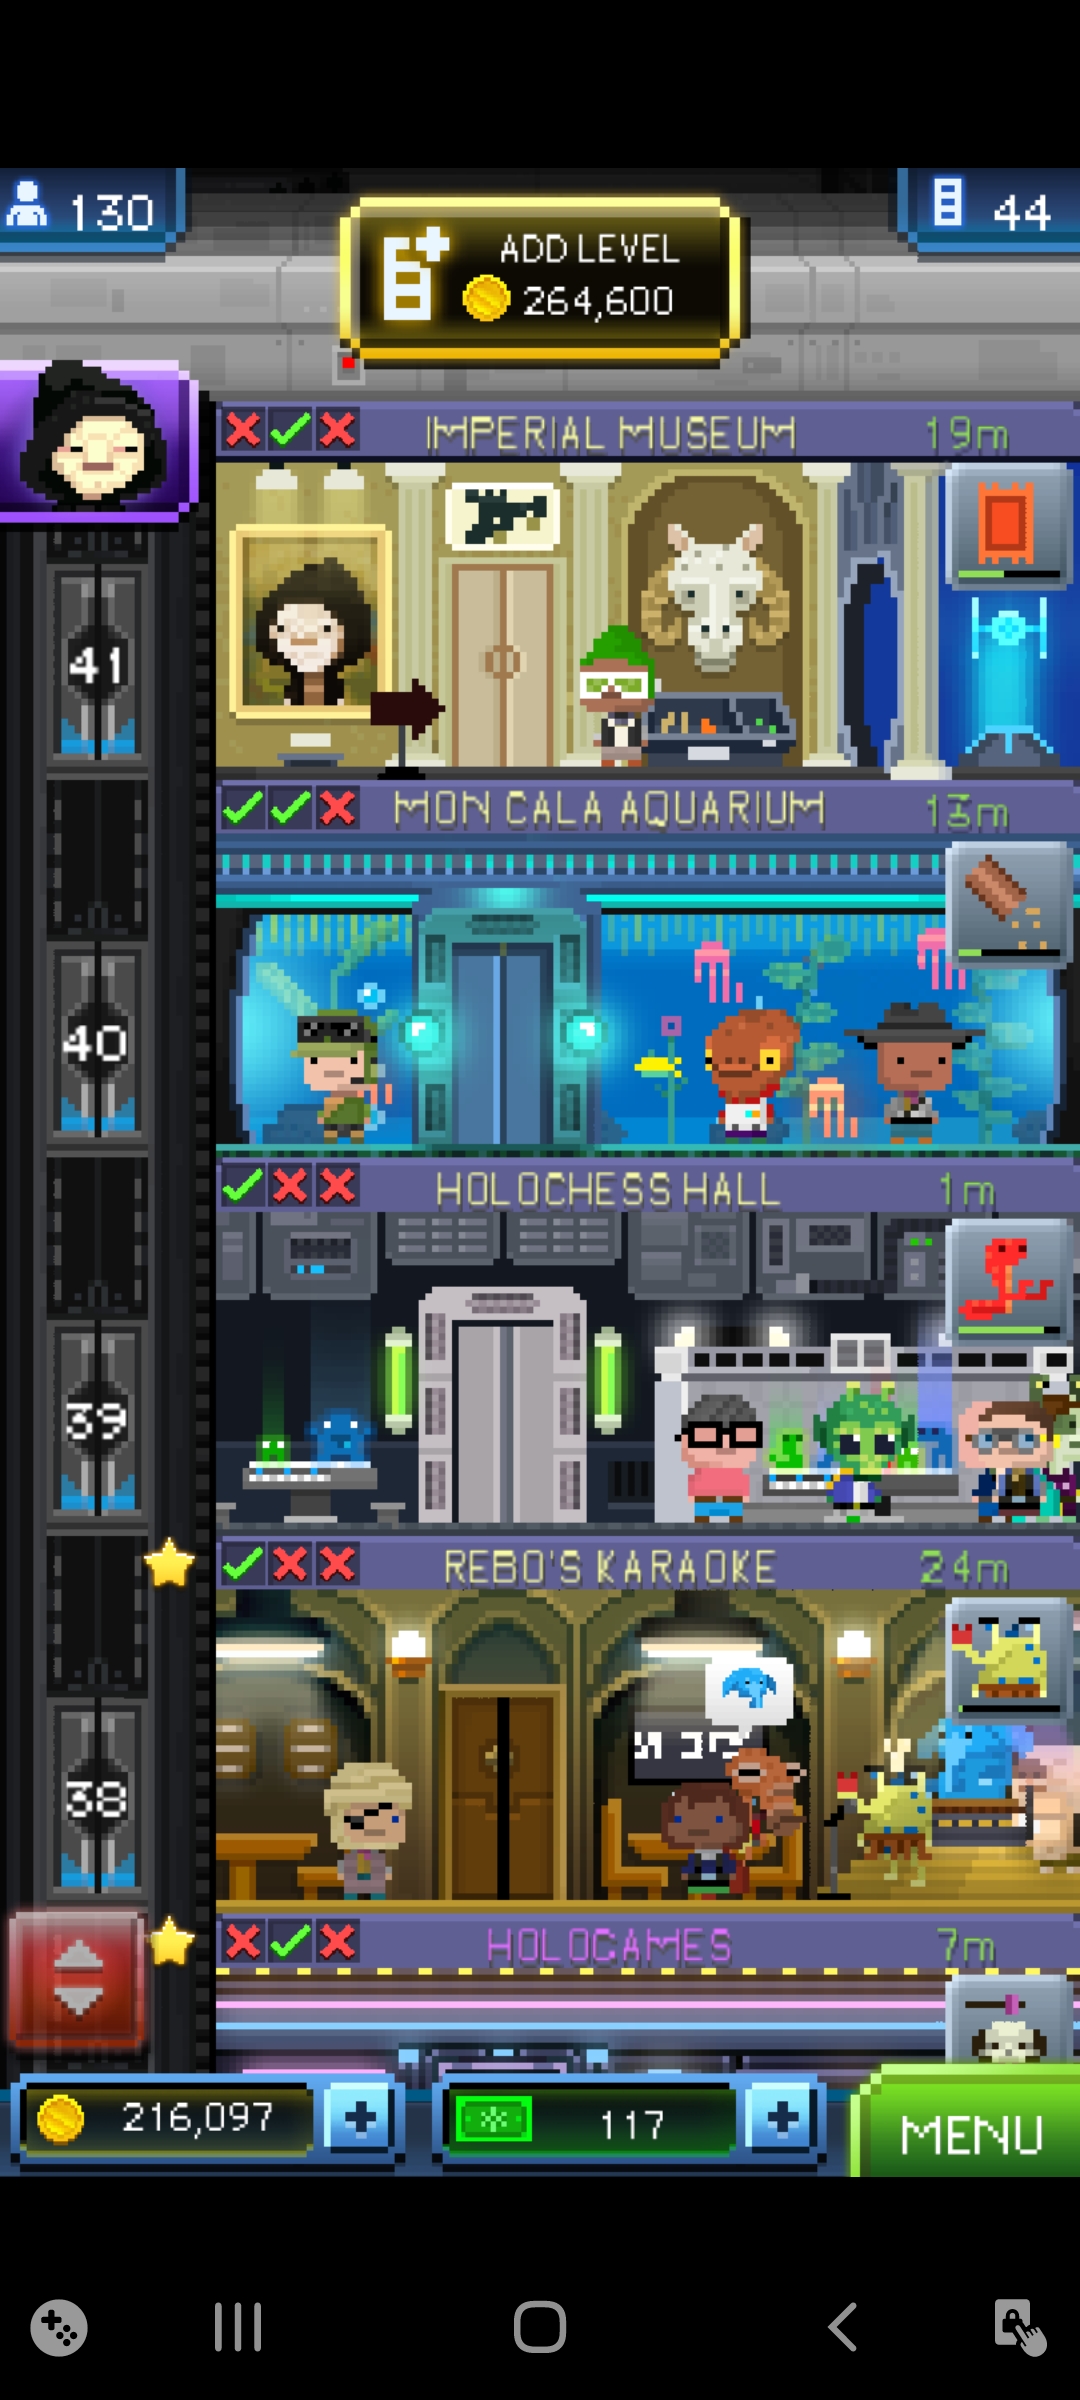 130
ADD LEVEL
264,600
44
IMPERIAL MUSEUM 19m
41
MON CALA AQUARIUM 13m
40
HOLOCHESS HALL 1m
39
REBO'S KARAOKE 24m
38
HOLOGAMES 7m
216,097
117
MENU